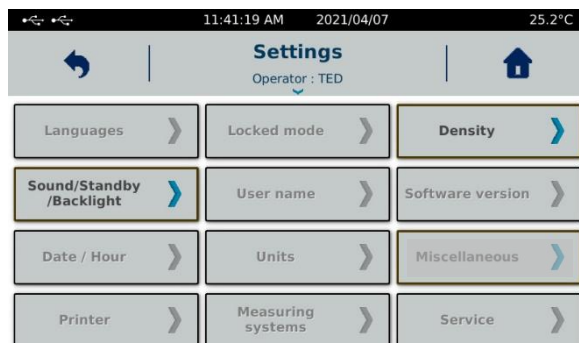 11:41:19 AM 2021/04/07 25.2°C
Settings
Operator : TED
Languages
Locked mode
Density
Sound/Standby
/Backlight
User name
Software version
Date / Hour
Units
Miscellaneous
Printer
Measuring
systems
Service